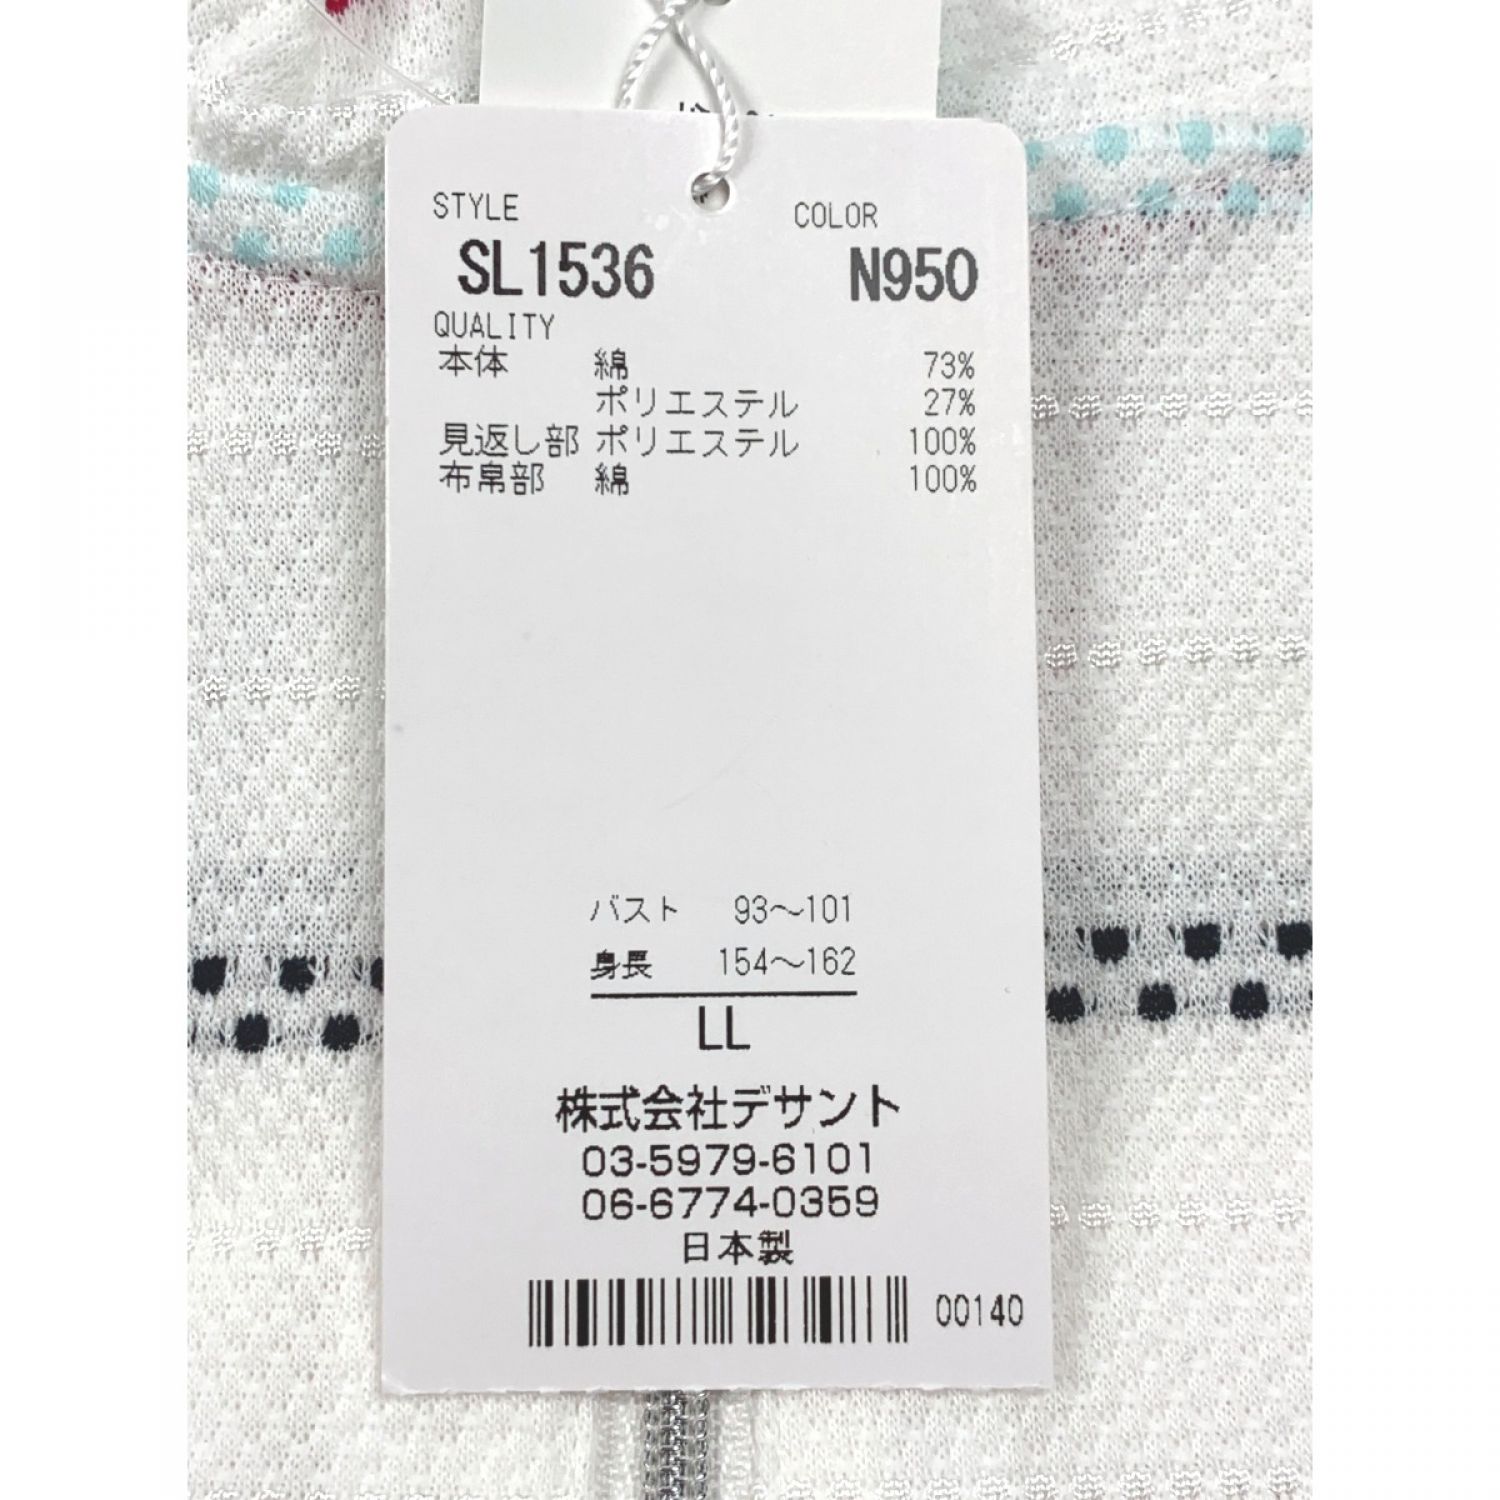 STYLE COLOR
SL1536 N950
QUALITY
本体 綿 73%
ポリエステル 27%
見返し部 ポリエステル 100%
布帛部 綿 100%
バスト 93〜101
身長 154〜162
LL
株式会社デサント
03-5979-6101
06-6774-0359
日本製
00140